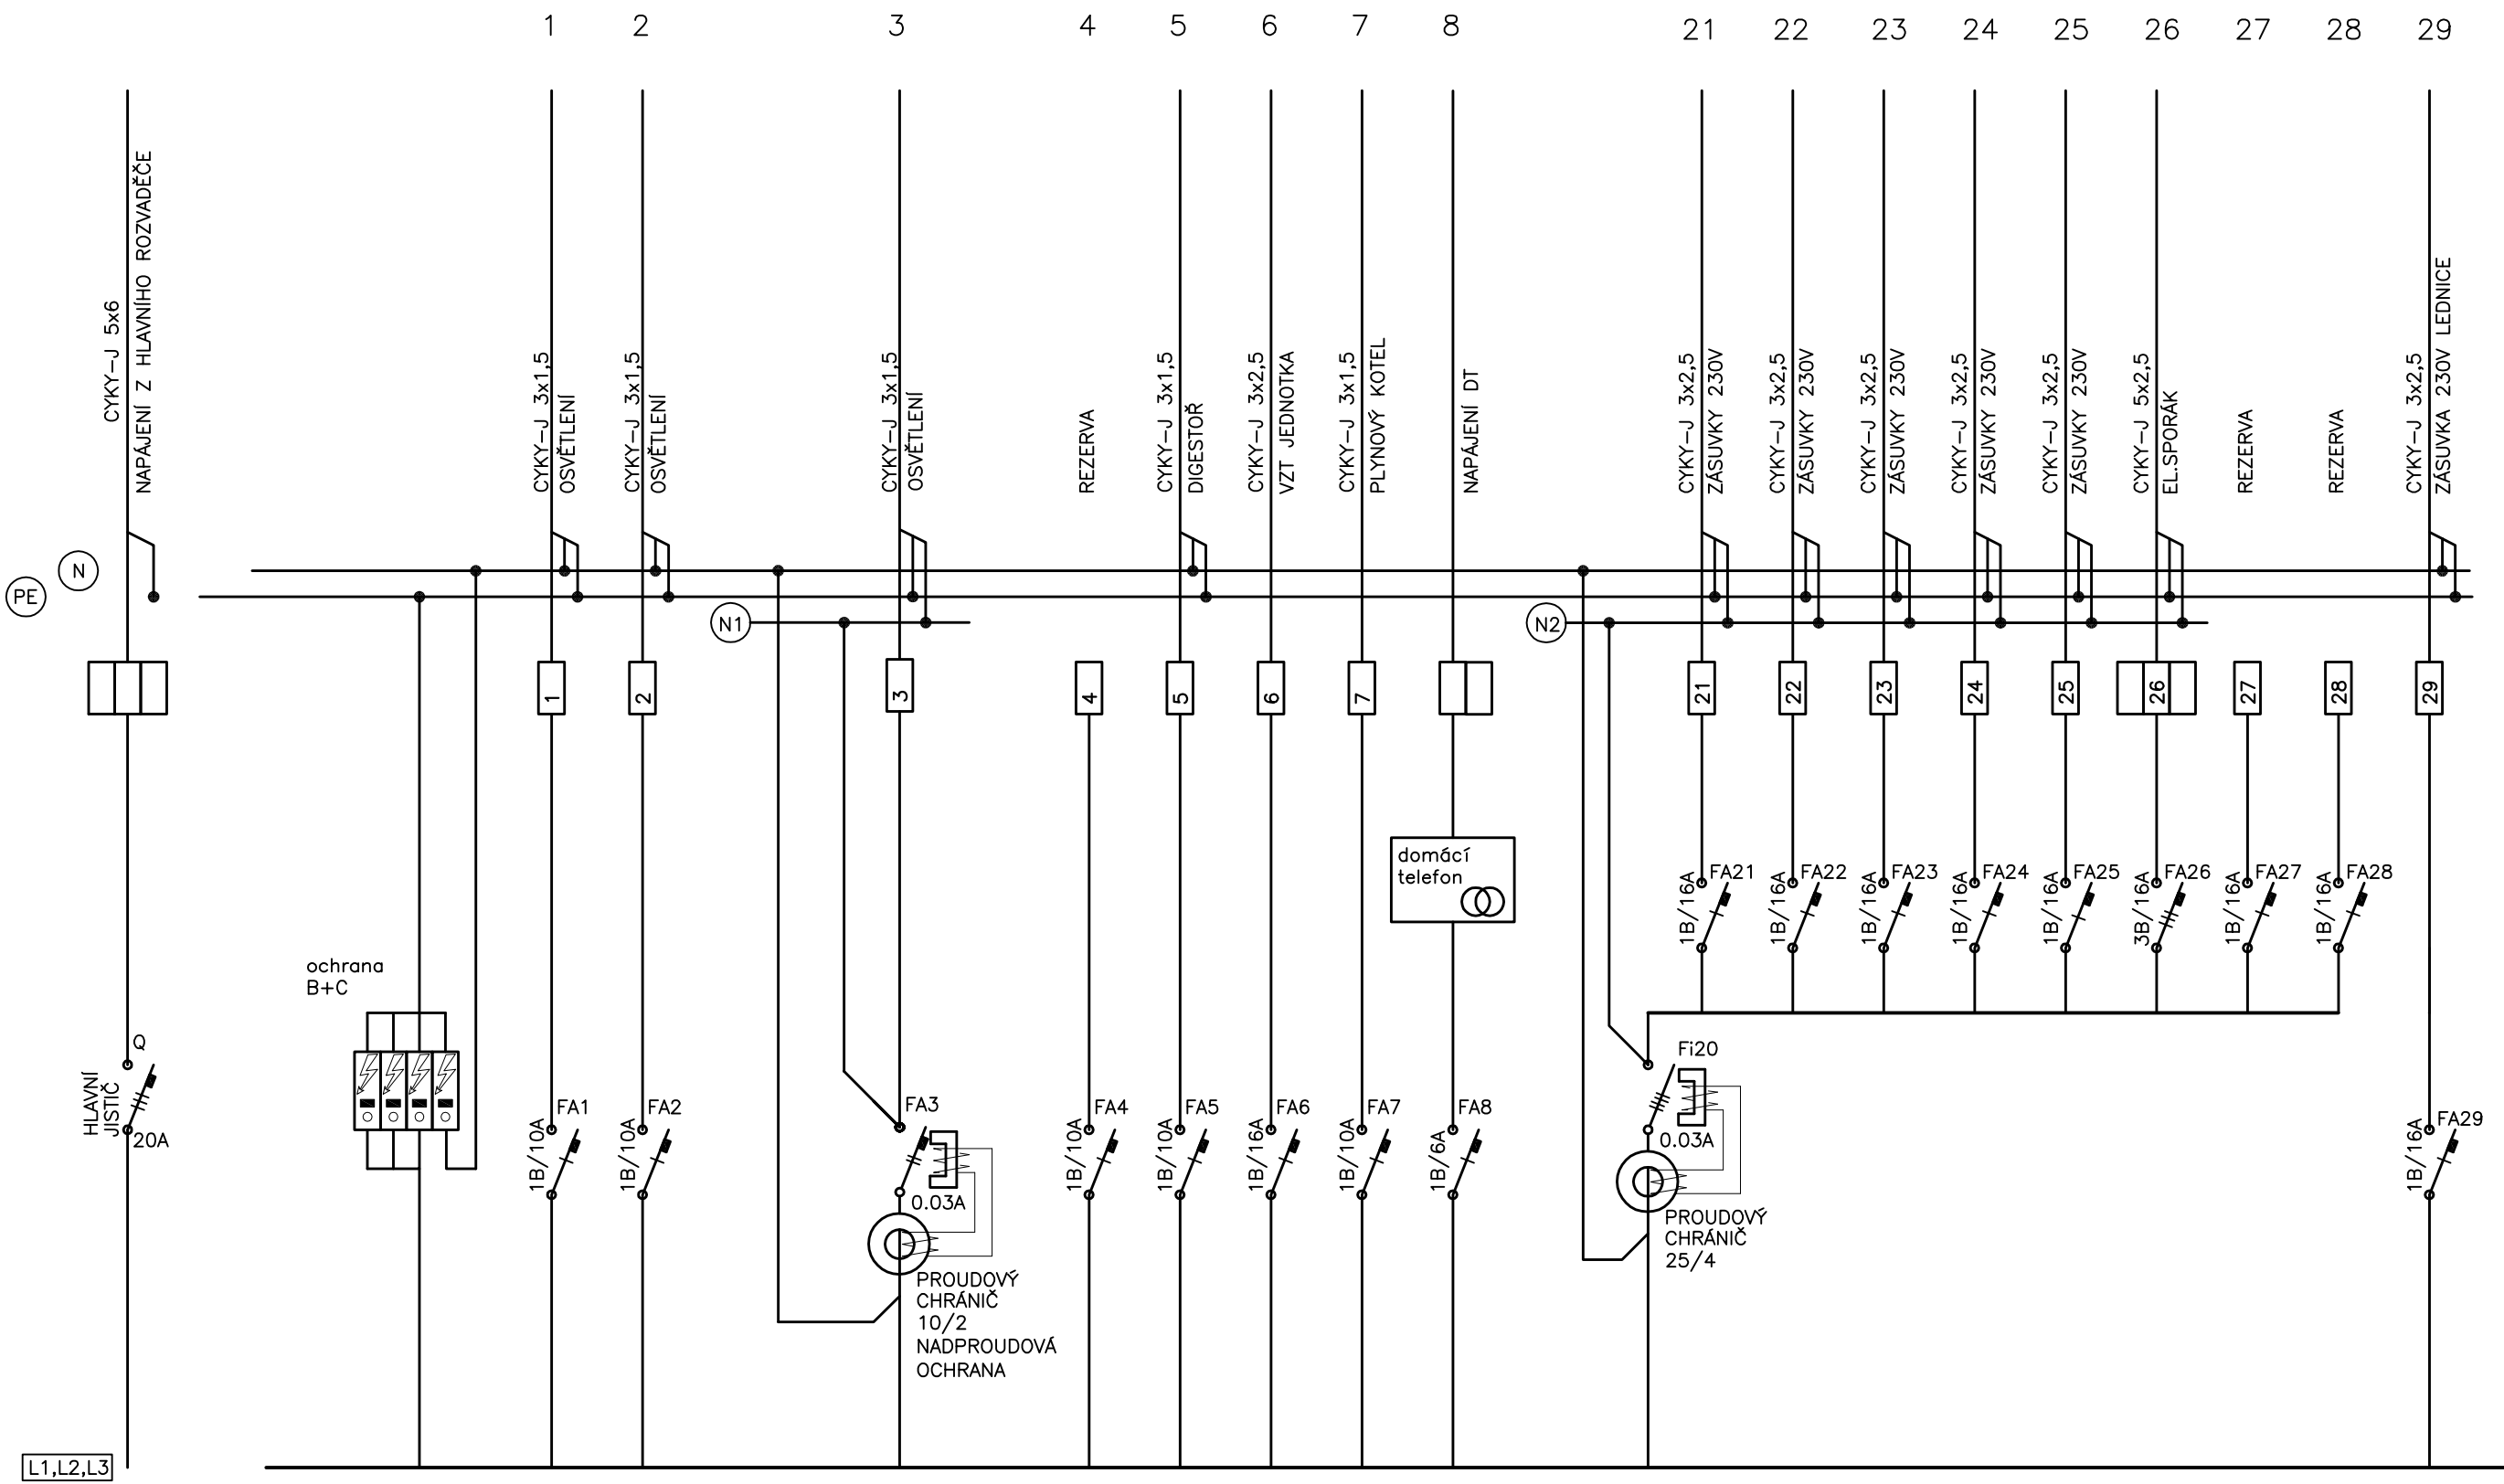 1
2
3
4
5
6
7
8
21
22
23
24
25
26
27
28
29
CYKY-J 5x6
NAPÁJENÍ Z HLAVNÍHO ROZVADĚČE
CYKY-J 3x1,5
OSVĚTLENÍ
CYKY-J 3x1,5
OSVĚTLENÍ
CYKY-J 3x1,5
OSVĚTLENÍ
REZERVA
CYKY-J 3x1,5
DIGESTOŘ
CYKY-J 3x2,5
VZT JEDNOTKA
CYKY-J 3x1,5
PLYNOVÝ KOTEL
NAPÁJENÍ DT
CYKY-J 3x2,5
ZÁSUVKY 230V
CYKY-J 3x2,5
ZÁSUVKY 230V
CYKY-J 3x2,5
ZÁSUVKY 230V
CYKY-J 3x2,5
ZÁSUVKY 230V
CYKY-J 3x2,5
ZÁSUVKY 230V
CYKY-J 5x2,5
EL.SPORÁK
REZERVA
REZERVA
CYKY-J 3x2,5
ZÁSUVKA 230V LEDNICE
N
PE
N1
N2
1
2
3
4
5
6
7
21
22
23
24
25
26
27
28
29
domácí
telefon
1B/16A
FA21
1B/16A
FA22
1B/16A
FA23
1B/16A
FA24
1B/16A
FA25
3B/16A
FA26
1B/16A
FA27
1B/16A
FA28
ochrana
B+C
Q
HLAVNÍ
JISTIČ
20A
1B/10A
FA1
1B/10A
FA2
FA3
0.03A
PROUDOVÝ
CHRÁNIČ
10/2
NADPROUDOVÁ
OCHRANA
1B/10A
FA4
1B/10A
FA5
1B/16A
FA6
1B/10A
FA7
1B/6A
FA8
Fi20
0.03A
PROUDOVÝ
CHRÁNIČ
25/4
1B/16A
FA29
L1,L2,L3